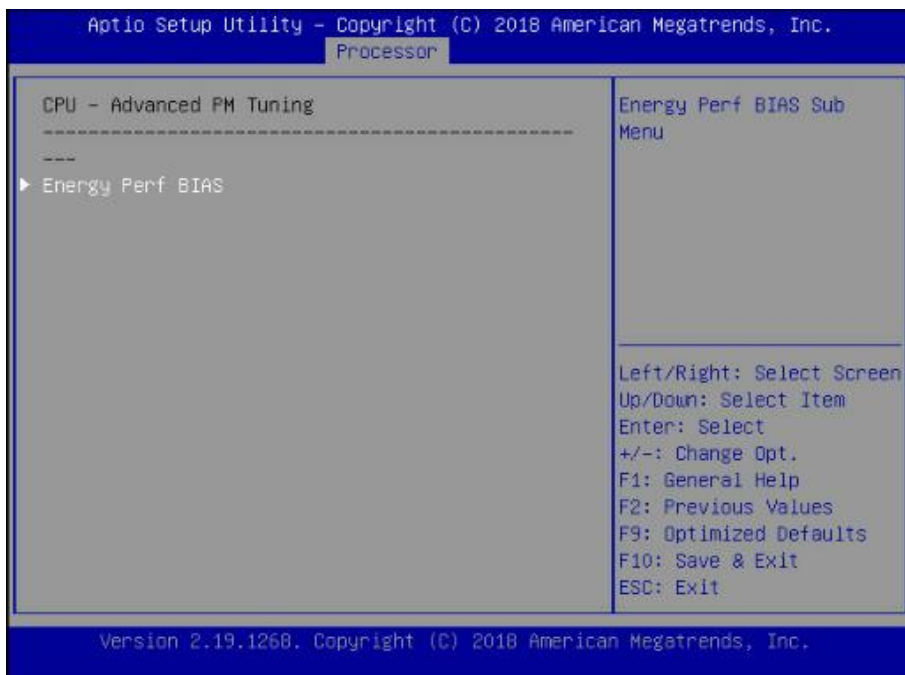 Aptio Setup Utility – Copyright (C) 2018 American Megatrends, Inc.
Processor
CPU – Advanced PM Tuning
-----------------------------------------------
---
Energy Perf BIAS
Energy Perf BIAS Sub
Menu
Left/Right: Select Screen
Up/Down: Select Item
Enter: Select
+/-: Change Opt.
F1: General Help
F2: Previous Values
F9: Optimized Defaults
F10: Save & Exit
ESC: Exit
Version 2.19.1268. Copyright (C) 2018 American Megatrends, Inc.